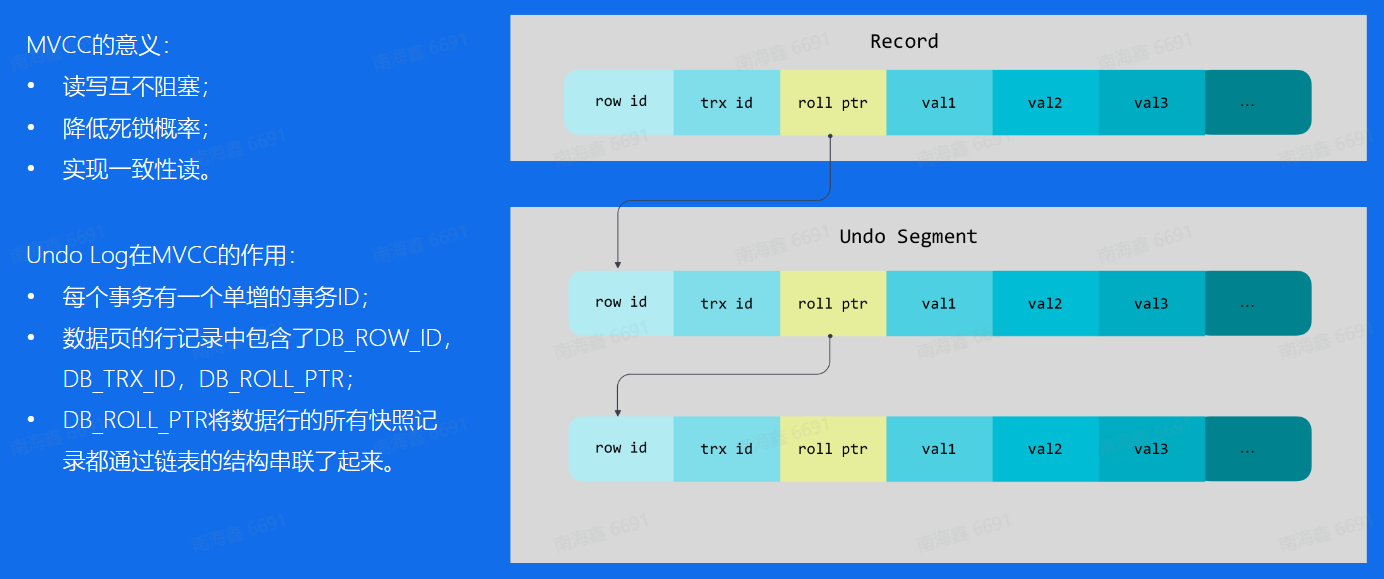 MVCC的意义：
• 读写互不阻塞；
• 降低死锁概率；
• 实现一致性读。
Undo Log在MVCC的作用：
• 每个事务有一个单增的事务ID；
• 数据页的行记录中包含了DB_ROW_ID，
DB_TRX_ID，DB_ROLL_PTR；
• DB_ROLL_PTR将数据行的所有快照记
录都通过链表的结构串联了起来。
Record
row id trx id roll ptr val1 val2 val3 ...
Undo Segment
row id trx id roll ptr val1 val2 val3 ...
row id trx id roll ptr val1 val2 val3 ...
南海鑫 6691